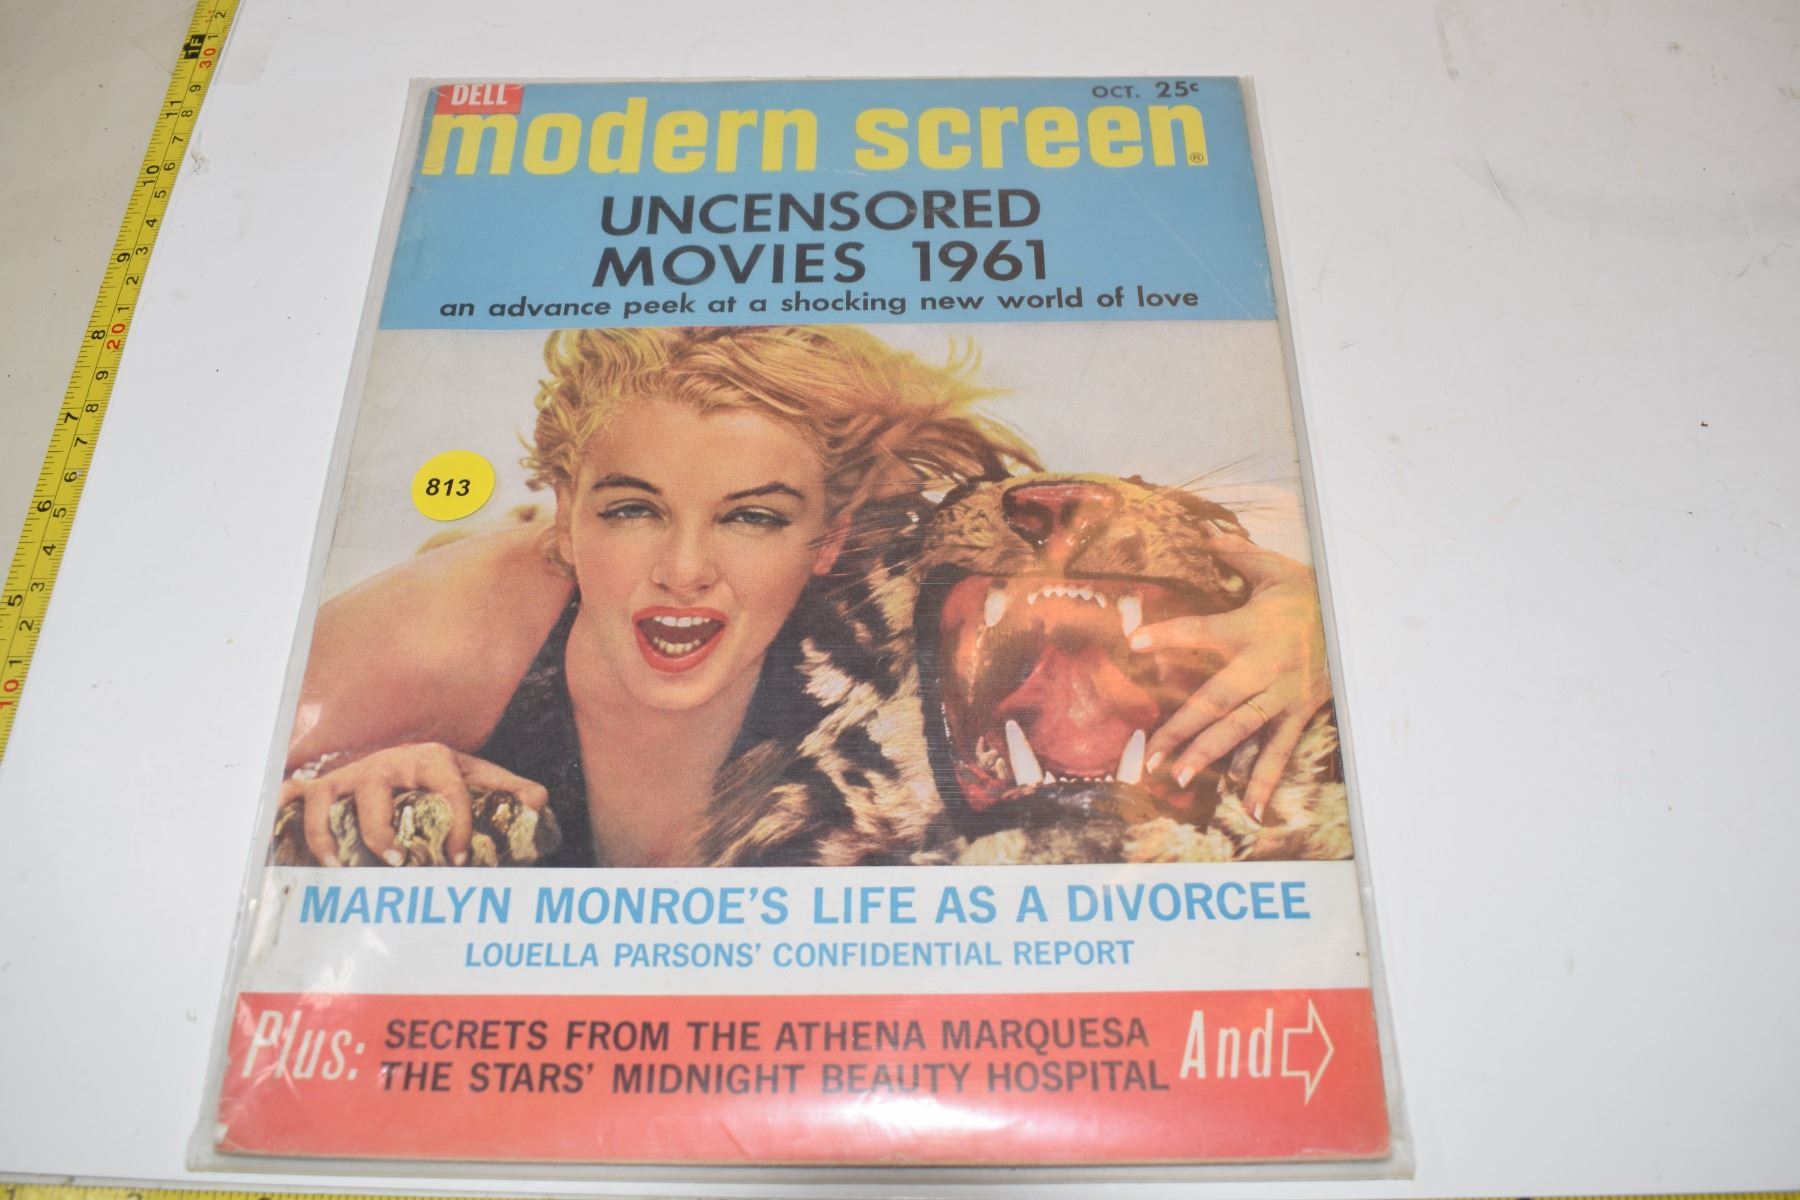 DELL
OCT. 25¢
modern screen®
UNCENSORED
MOVIES 1961
an advance peek at a shocking new world of love
813
MARILYN MONROE'S LIFE AS A DIVORCEE
LOUELLA PARSONS' CONFIDENTIAL REPORT
Plus: SECRETS FROM THE ATHENA MARQUESA
THE STARS' MIDNIGHT BEAUTY HOSPITAL
And